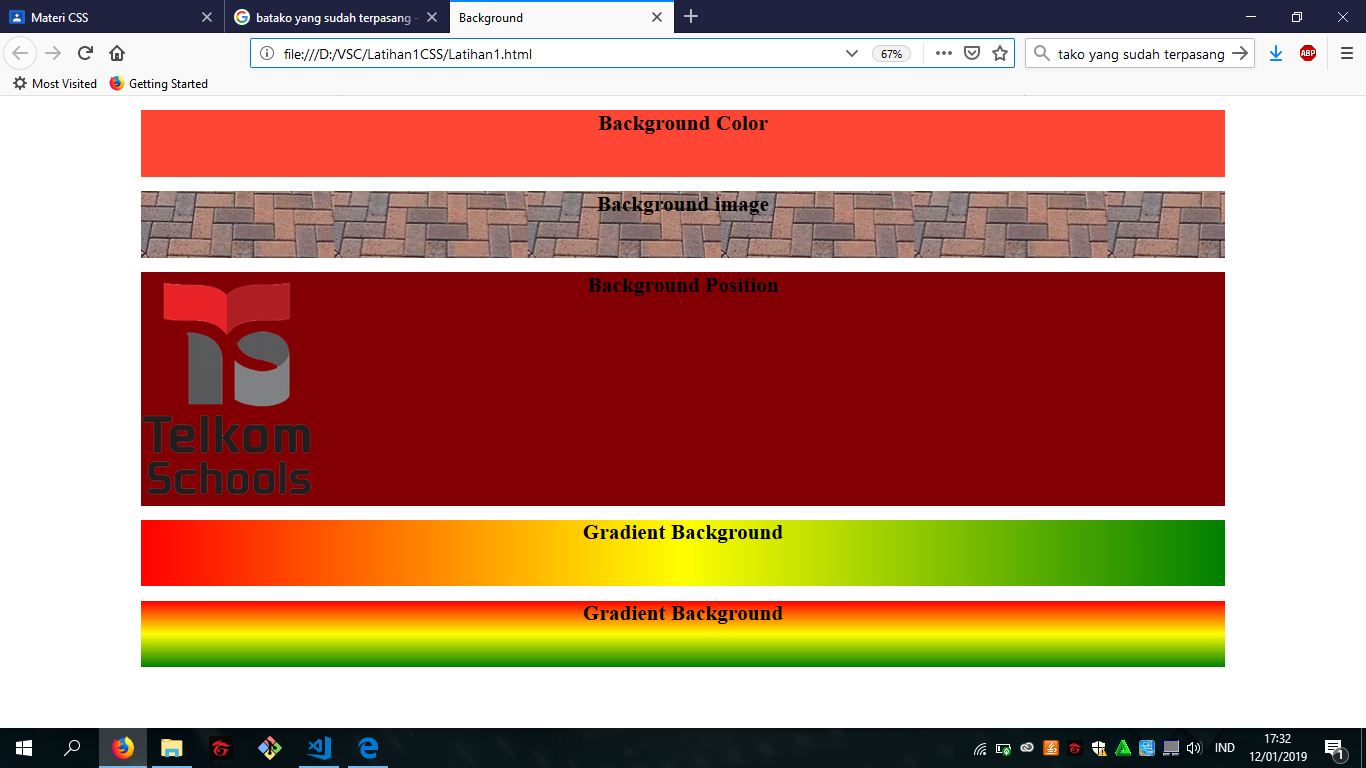 Materi CSS
batako yang sudah terpasang -
Background
file:///D:/VSC/Latihan1CSS/Latihan1.html
67%
tako yang sudah terpasang
ABP
Most Visited
Getting Started
Background Color
Background image
Background Position
Telkom
Schools
Gradient Background
Gradient Background
IND
17:32
12/01/2019
1